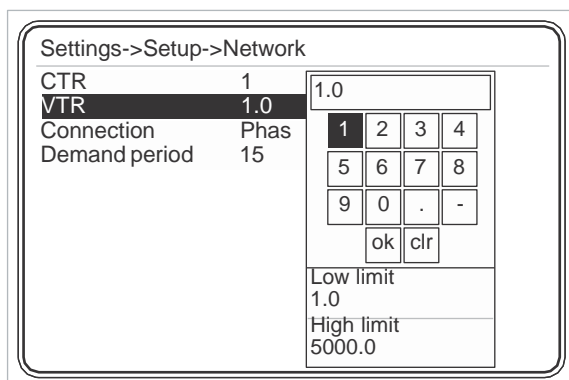 Settings->Setup->Network
CTR 1
VTR 1.0
Connection Phas
Demand period 15
1.0
1 2 3 4
5 6 7 8
9 0 . -
ok clr
Low limit
1.0
High limit
5000.0